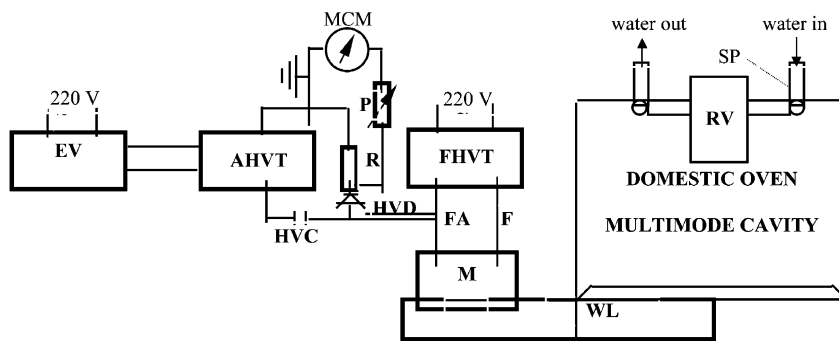 MCM
water out
water in
SP
220 V
P
220 V
RV
EV
AHVT
R
FHVT
DOMESTIC OVEN
HVD
FA
F
MULTIMODE CAVITY
HVC
M
WL